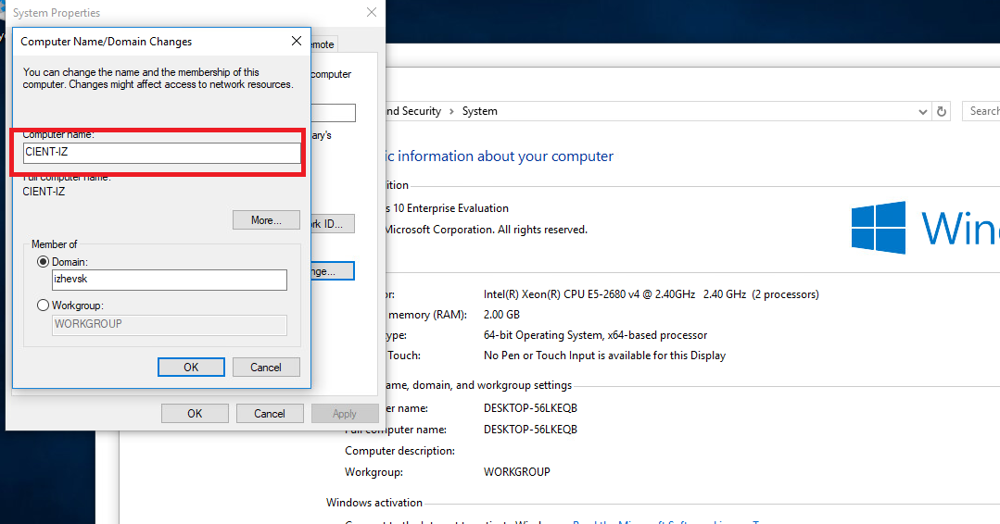 System Properties
Computer Name/Domain Changes
emote
You can change the name and the membership of this
computer. Changes might affect access to network resources.
computer
Computer name:
CIENT-IZ
ary's
Full computer name:
CIENT-IZ
More...
rk ID...
Member of
Domain:
izhevsk
nge...
Workgroup:
WORKGROUP
OK
Cancel
OK
Cancel
Apply
nd Security > System
Search
ic information about your computer
ition
s 10 Enterprise Evaluation
Microsoft Corporation. All rights reserved.
Wind
or:
Intel(R) Xeon(R) CPU E5-2680 v4 @ 2.40GHz 2.40 GHz (2 processors)
memory (RAM):
2.00 GB
ype:
64-bit Operating System, x64-based processor
Touch:
No Pen or Touch Input is available for this Display
ame, domain, and workgroup settings
er name:
DESKTOP-56LKEQB
Full computer name:
DESKTOP-56LKEQB
Computer description:
Workgroup:
WORKGROUP
Windows activation